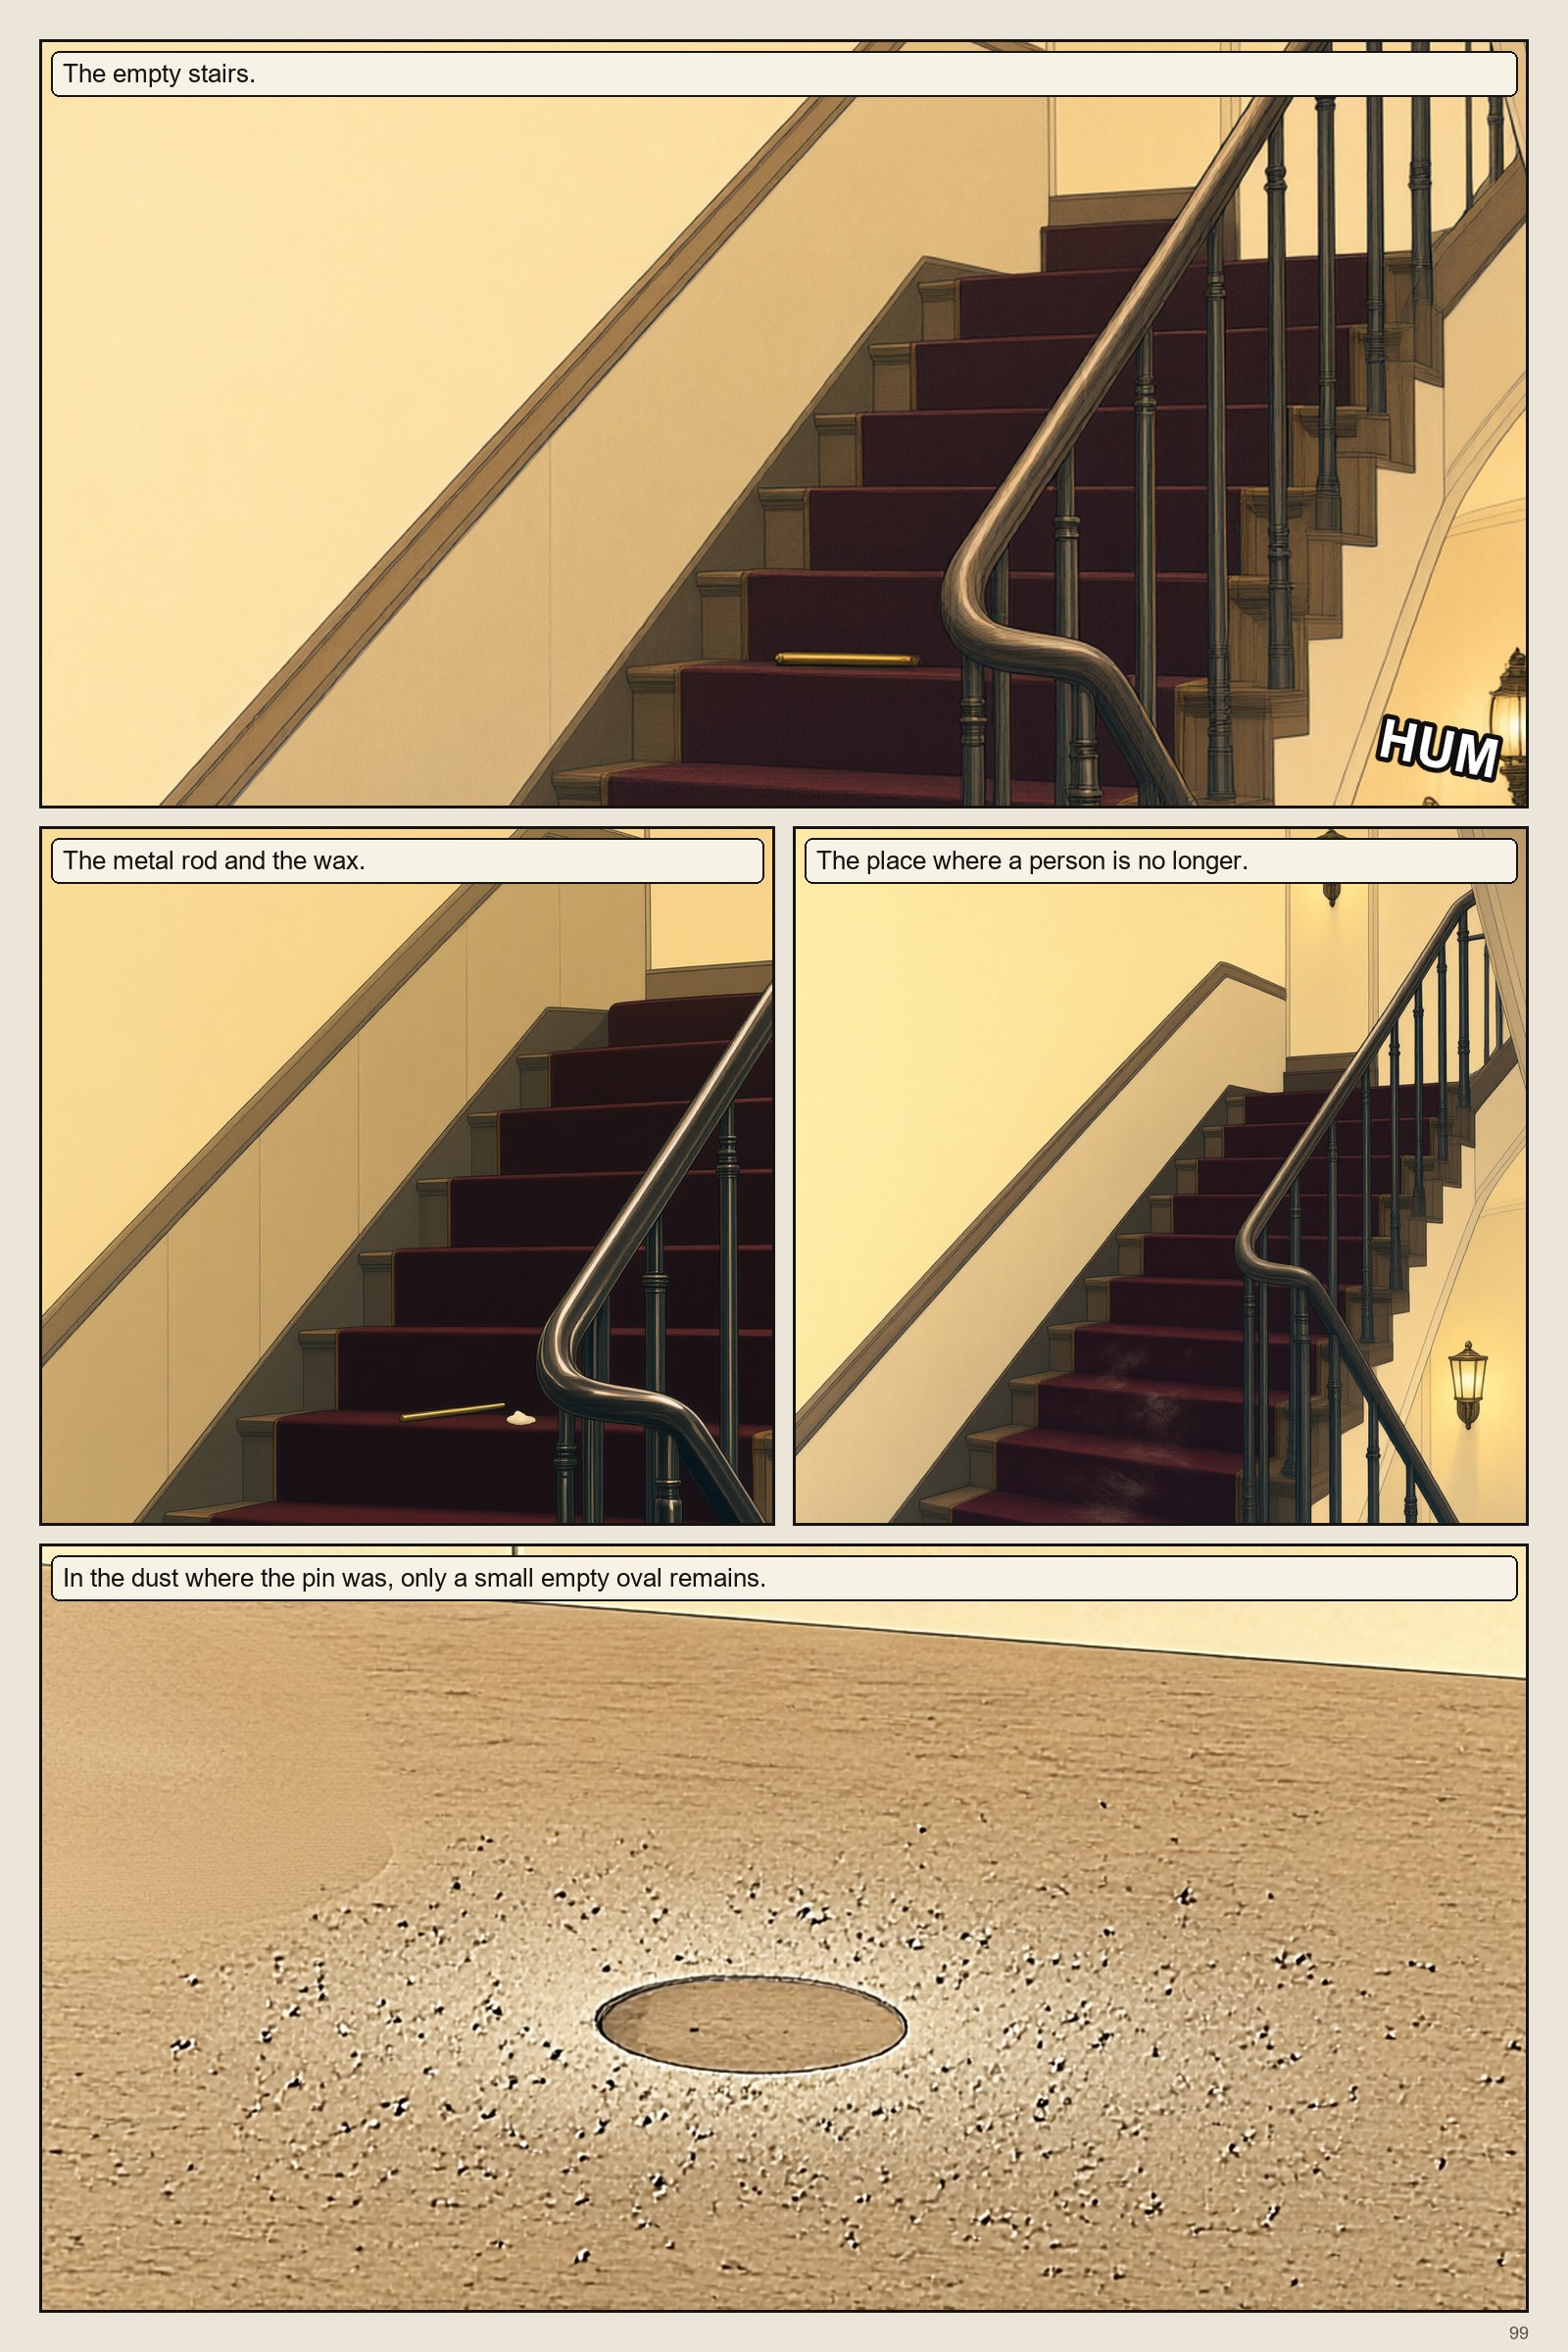 The empty stairs.
HUM
The metal rod and the wax.
The place where a person is no longer.
In the dust where the pin was, only a small empty oval remains.
99